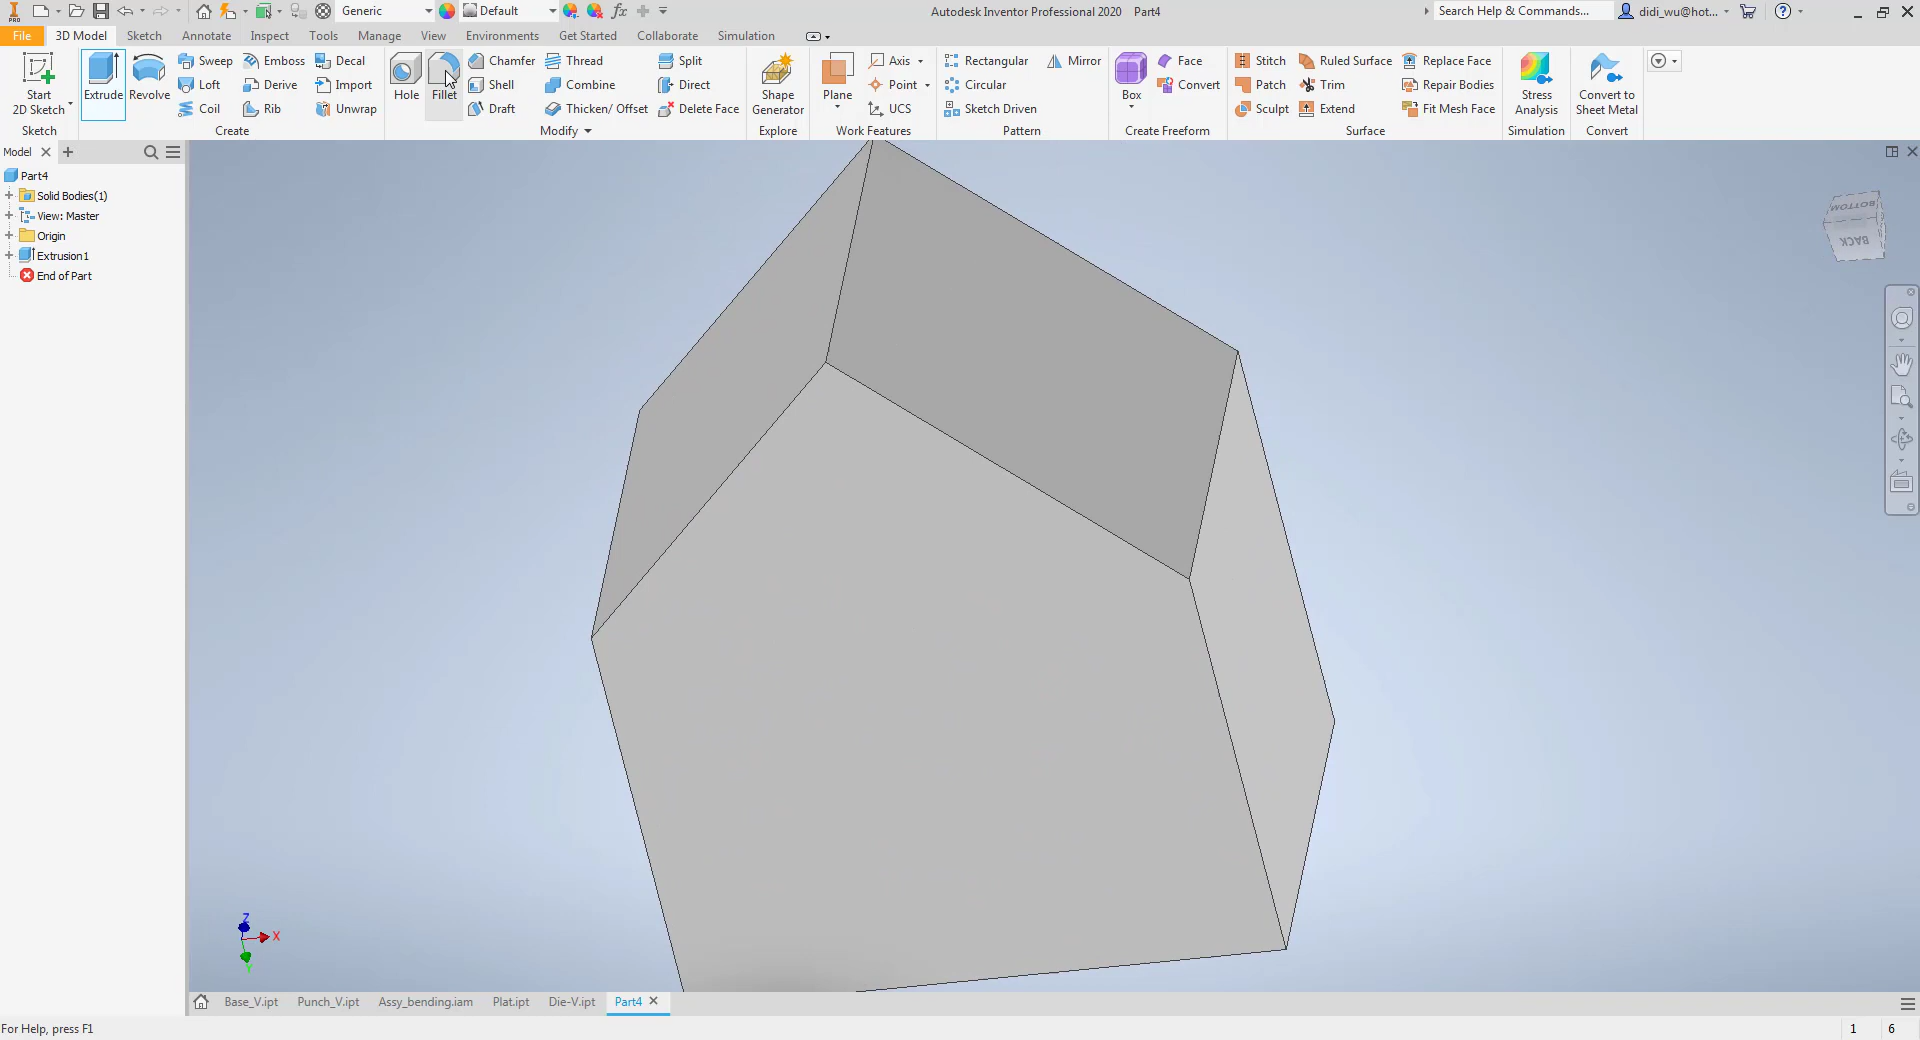 Generic
Default
fx
Autodesk Inventor Professional 2020 Part4
Search Help & Commands...
didi_wu@hot...
File
3D Model
Sketch
Annotate
Inspect
Tools
Manage
View
Environments
Get Started
Collaborate
Simulation
Start
2D Sketch
Sketch
Extrude
Revolve
Sweep
Emboss
Decal
Loft
Derive
Import
Coil
Rib
Unwrap
Create
Hole
Fillet
Chamfer
Thread
Split
Shell
Combine
Direct
Draft
Thicken/ Offset
Delete Face
Modify
Shape
Generator
Explore
Plane
Axis
Point
UCS
Work Features
Rectangular
Mirror
Circular
Sketch Driven
Pattern
Box
Face
Convert
Create Freeform
Stitch
Ruled Surface
Replace Face
Patch
Trim
Repair Bodies
Sculpt
Extend
Fit Mesh Face
Surface
Stress
Analysis
Simulation
Convert to
Sheet Metal
Convert
Model
Part4
Solid Bodies(1)
View: Master
Origin
Extrusion1
End of Part
BOTTOM
BACK
Z
X
Y
Base_V.ipt
Punch_V.ipt
Assy_bending.iam
Plat.ipt
Die-V.ipt
Part4
For Help, press F1
1
6